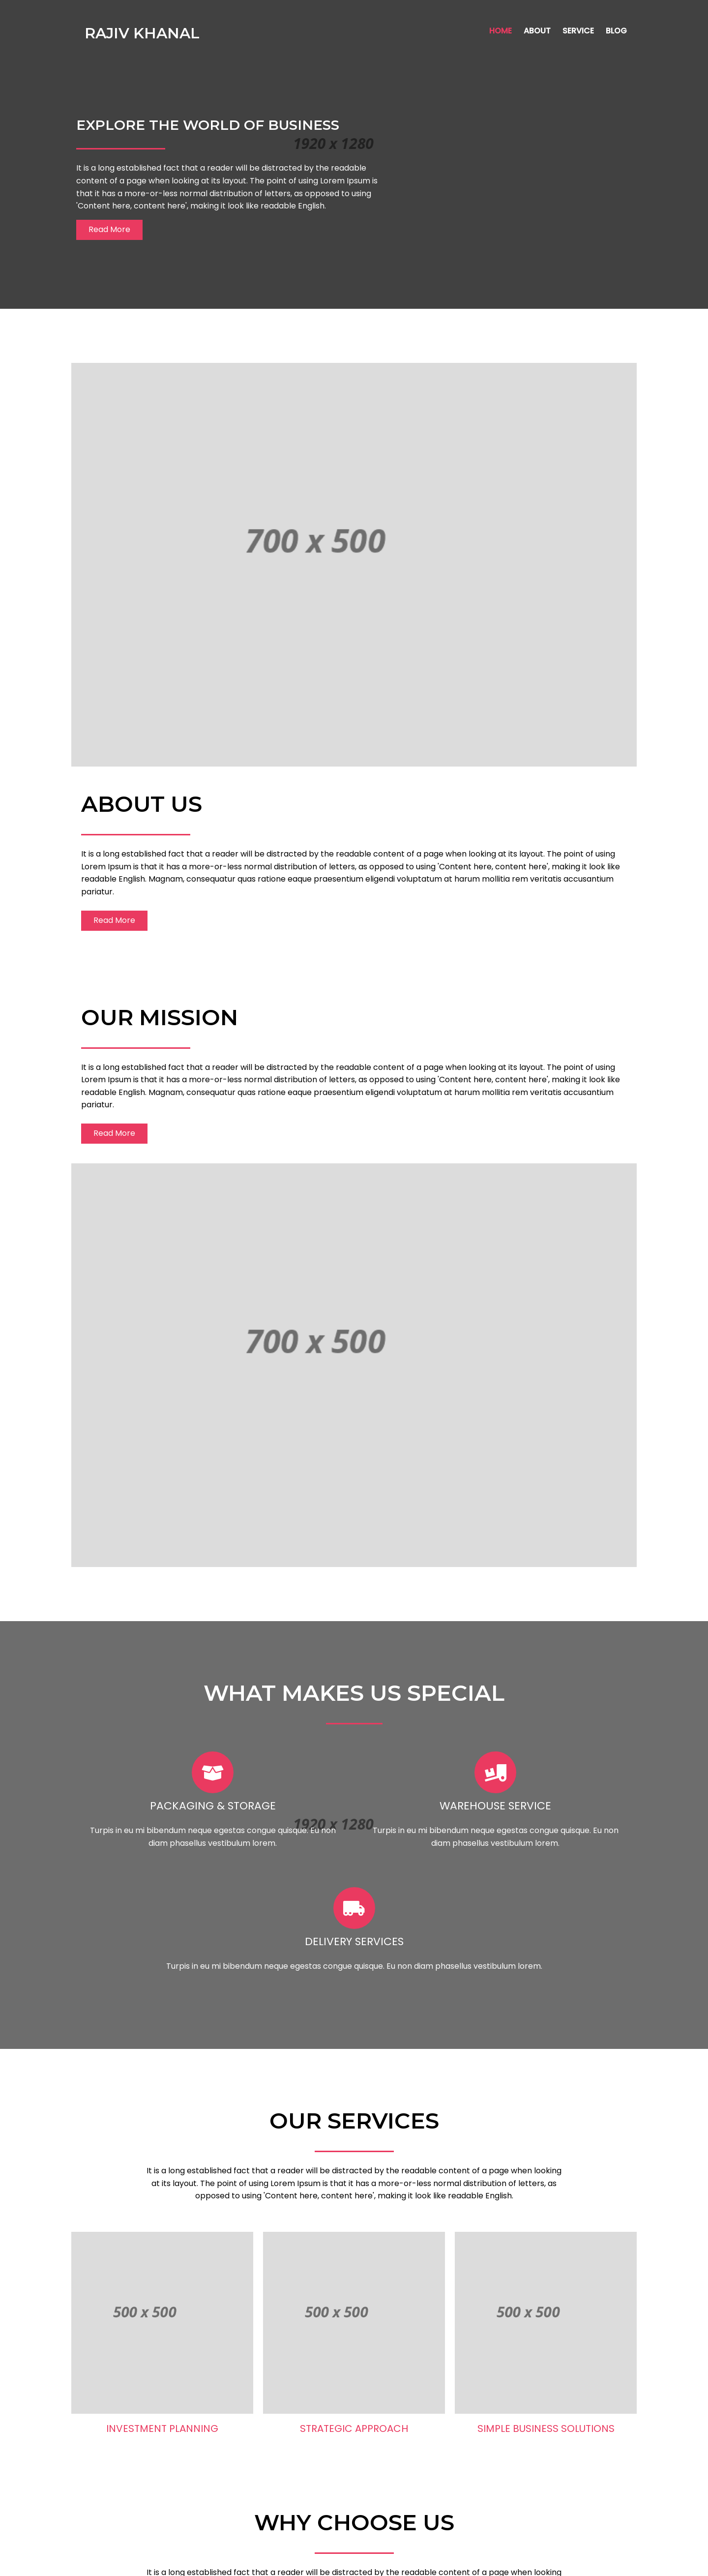 RAJIV KHANAL
HOME ABOUT SERVICE BLOG
EXPLORE THE WORLD OF BUSINESS
1920 x 1280
It is a long established fact that a reader will be distracted by the readable
content of a page when looking at its layout. The point of using Lorem Ipsum is
that it has a more-or-less normal distribution of letters, as opposed to using
'Content here, content here', making it look like readable English.
Read More
700 x 500
ABOUT US
It is a long established fact that a reader will be distracted by the readable content of a page when looking at its layout. The point of using
Lorem Ipsum is that it has a more-or-less normal distribution of letters, as opposed to using 'Content here, content here', making it look like
readable English. Magnam, consequatur quas ratione eaque praesentium eligendi voluptatum at harum mollitia rem veritatis accusantium
pariatur.
Read More
OUR MISSION
It is a long established fact that a reader will be distracted by the readable content of a page when looking at its layout. The point of using
Lorem Ipsum is that it has a more-or-less normal distribution of letters, as opposed to using 'Content here, content here', making it look like
readable English. Magnam, consequatur quas ratione eaque praesentium eligendi voluptatum at harum mollitia rem veritatis accusantium
pariatur.
Read More
700 x 500
WHAT MAKES US SPECIAL
PACKAGING & STORAGE
Turpis in eu mi bibendum neque egestas congue quisque. Eu non
diam phasellus vestibulum lorem.
WAREHOUSE SERVICE
Turpis in eu mi bibendum neque egestas congue quisque. Eu non
diam phasellus vestibulum lorem.
1920 x 1280
DELIVERY SERVICES
Turpis in eu mi bibendum neque egestas congue quisque. Eu non diam phasellus vestibulum lorem.
OUR SERVICES
It is a long established fact that a reader will be distracted by the readable content of a page when looking
at its layout. The point of using Lorem Ipsum is that it has a more-or-less normal distribution of letters, as
opposed to using 'Content here, content here', making it look like readable English.
500 x 500
500 x 500
500 x 500
INVESTMENT PLANNING
STRATEGIC APPROACH
SIMPLE BUSINESS SOLUTIONS
WHY CHOOSE US
It is a long established fact that a reader will be distracted by the readable content of a page when looking